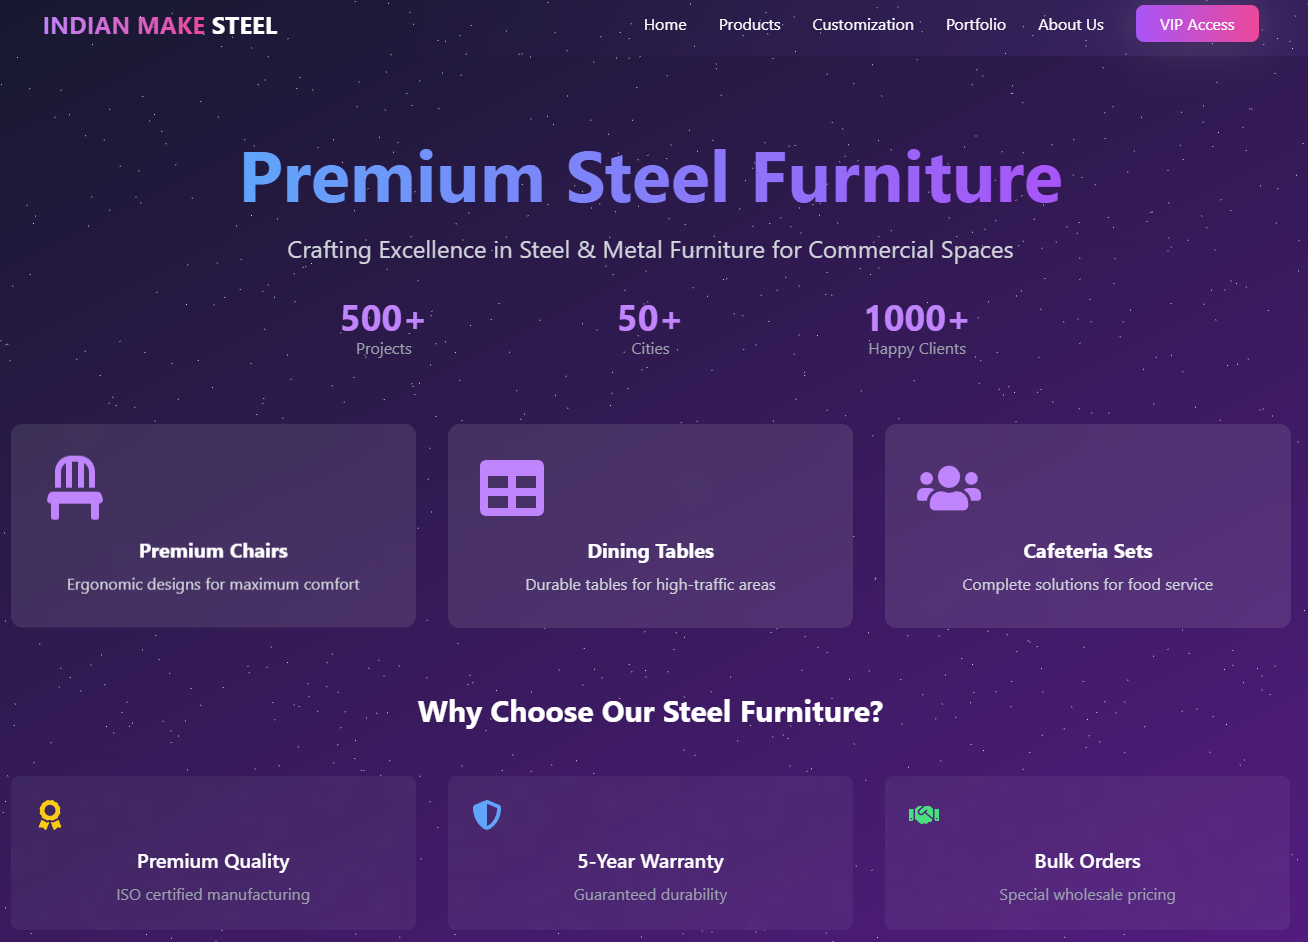 INDIAN MAKE STEEL
Home Products Customization Portfolio About Us VIP Access
Premium Steel Furniture
Crafting Excellence in Steel & Metal Furniture for Commercial Spaces
500+ 50+ 1000+
Projects Cities Happy Clients
Premium Chairs
Ergonomic designs for maximum comfort
Dining Tables
Durable tables for high-traffic areas
Cafeteria Sets
Complete solutions for food service
Why Choose Our Steel Furniture?
Premium Quality
ISO certified manufacturing
5-Year Warranty
Guaranteed durability
Bulk Orders
Special wholesale pricing